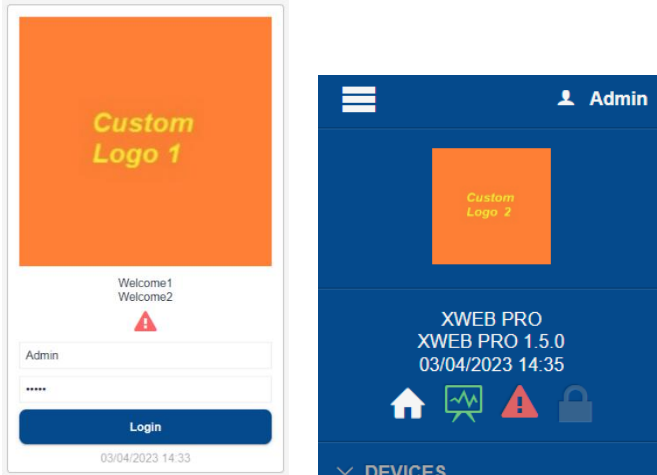 Custom
Logo 1
Welcome1
Welcome2
Admin
•••••
Login
03/04/2023 14:33
Admin
Custom
Logo 2
XWEB PRO
XWEB PRO 1.5.0
03/04/2023 14:35
DEVICES